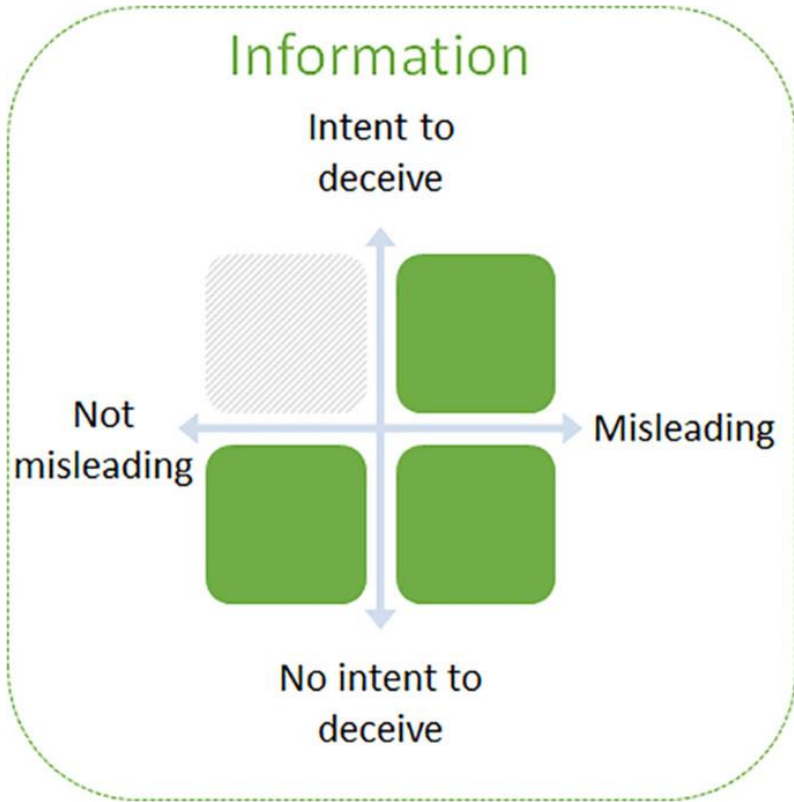 Information
Intent to
deceive
Not
misleading
Misleading
No intent to
deceive